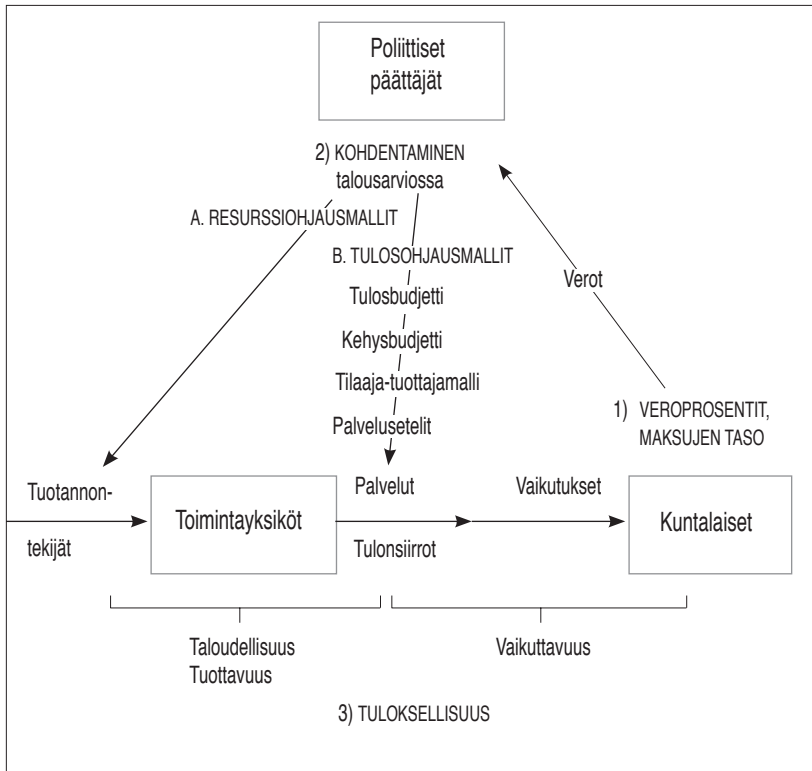 Poliittiset
päättäjät
2) KOHDENTAMINEN
talousarviossa
A. RESURSSIOHJAUSMALLIT
B. TULOSOHJAUSMALLIT
Tulosbudjetti
Kehysbudjetti
Tilaaja-tuottajamalli
Palvelusetelit
Verot
1) VEROPROSENTIT,
MAKSUJEN TASO
Tuotannon-
tekijät
Toimintayksiköt
Palvelut
Tulonsiirrot
Vaikutukset
Kuntalaiset
Taloudellisuus
Tuottavuus
Vaikuttavuus
3) TULOKSELLISUUS